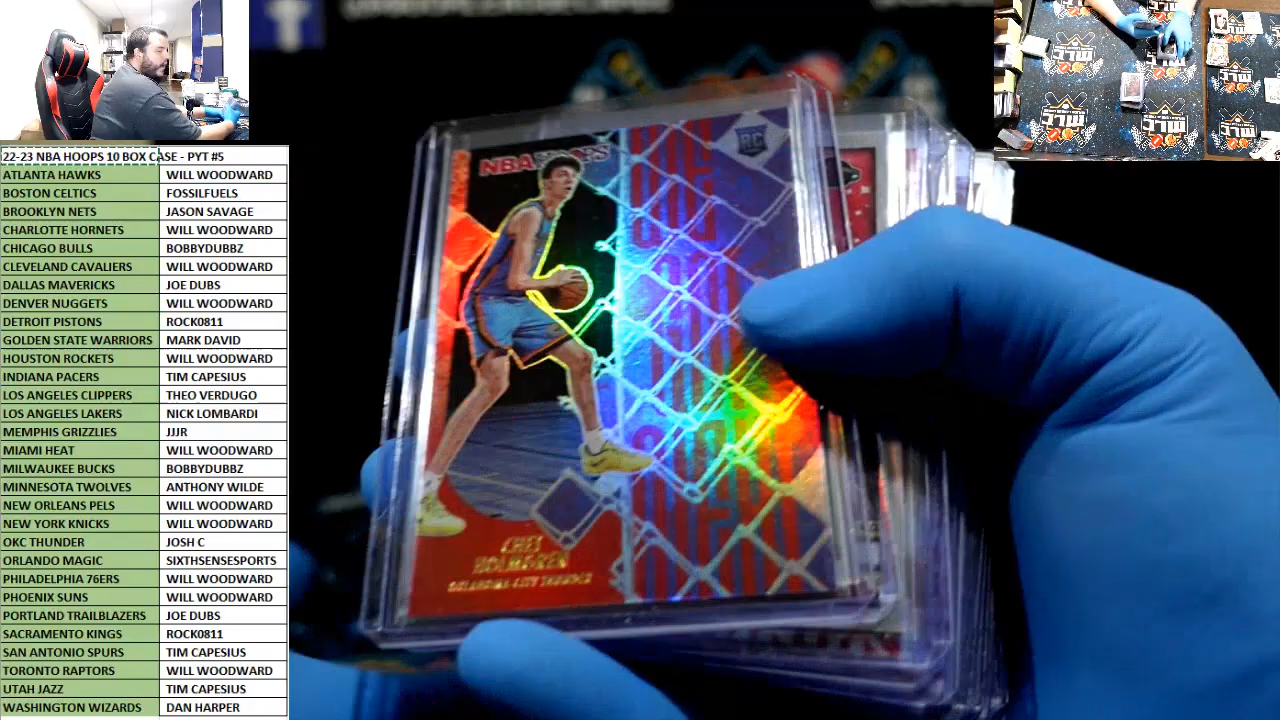 22-23 NBA HOOPS 10 BOX CASE - PYT #5
ATLANTA HAWKS WILL WOODWARD
BOSTON CELTICS FOSSILFUELS
BROOKLYN NETS JASON SAVAGE
CHARLOTTE HORNETS WILL WOODWARD
CHICAGO BULLS BOBBYDUBBZ
CLEVELAND CAVALIERS WILL WOODWARD
DALLAS MAVERICKS JOE DUBS
DENVER NUGGETS WILL WOODWARD
DETROIT PISTONS ROCK0811
GOLDEN STATE WARRIORS MARK DAVID
HOUSTON ROCKETS WILL WOODWARD
INDIANA PACERS TIM CAPESIUS
LOS ANGELES CLIPPERS THEO VERDUGO
LOS ANGELES LAKERS NICK LOMBARDI
MEMPHIS GRIZZLIES JJJR
MIAMI HEAT WILL WOODWARD
MILWAUKEE BUCKS BOBBYDUBBZ
MINNESOTA TWOLVES ANTHONY WILDE
NEW ORLEANS PELS WILL WOODWARD
NEW YORK KNICKS WILL WOODWARD
OKC THUNDER JOSH C
ORLANDO MAGIC SIXTHSENSESPORTS
PHILADELPHIA 76ERS WILL WOODWARD
PHOENIX SUNS WILL WOODWARD
PORTLAND TRAILBLAZERS JOE DUBS
SACRAMENTO KINGS ROCK0811
SAN ANTONIO SPURS TIM CAPESIUS
TORONTO RAPTORS WILL WOODWARD
UTAH JAZZ TIM CAPESIUS
WASHINGTON WIZARDS DAN HARPER
NBA HOOPS
RC
CHET
HOLMGREN
OKLAHOMA CITY THUNDER